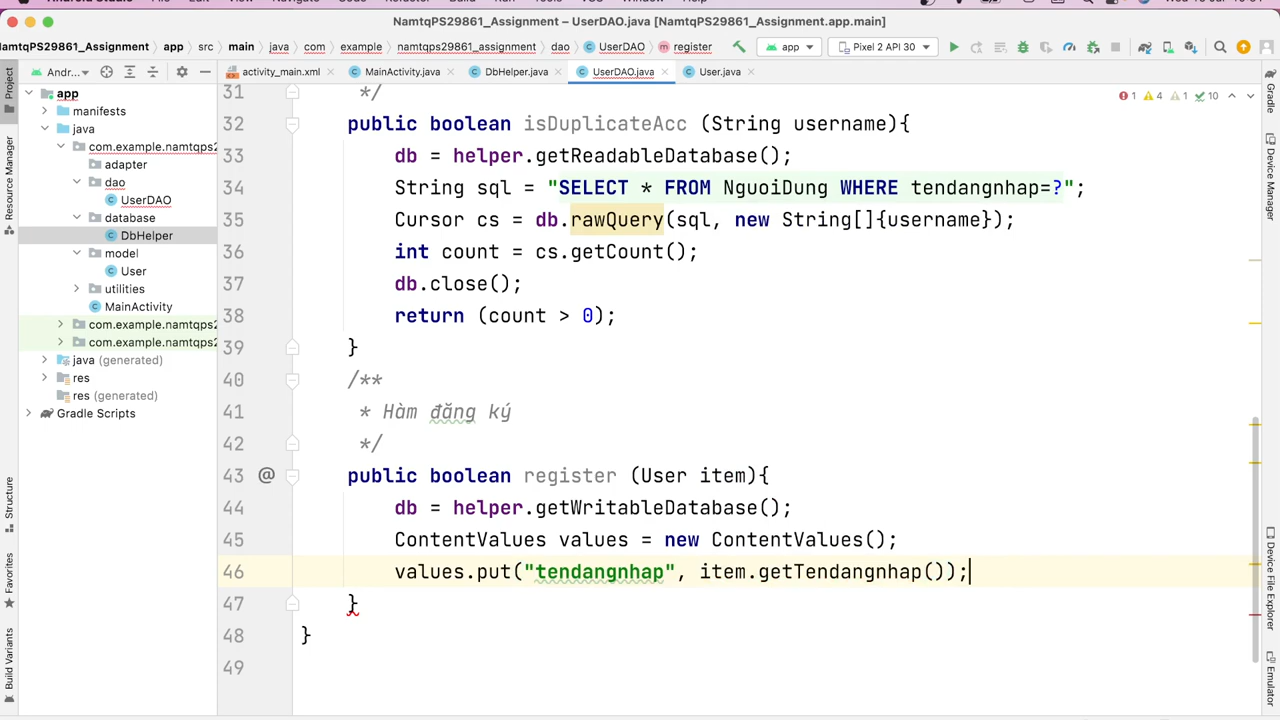 NamtqPS29861_Assignment – UserDAO.java [NamtqPS29861_Assignment.app.main]
NamtqPS29861_Assignment app src main java com example namtqps29861_assignment dao UserDAO register app Pixel 2 API 30
Project Andr... activity_main.xml MainActivity.java DbHelper.java UserDAO.java User.java
1 4 1 10
app
manifests
java
com.example.namtqps2
adapter
dao
UserDAO
database
DbHelper
model
User
utilities
MainActivity
com.example.namtqps2
com.example.namtqps2
java (generated)
res
res (generated)
Gradle Scripts
31 */
32 public boolean isDuplicateAcc (String username){
33 db = helper.getReadableDatabase();
34 String sql = "SELECT * FROM NguoiDung WHERE tendangnhap=?";
35 Cursor cs = db.rawQuery(sql, new String[]{username});
36 int count = cs.getCount();
37 db.close();
38 return (count > 0);
39 }
40 /**
41 * Hàm đăng ký
42 */
43 @ public boolean register (User item){
44 db = helper.getWritableDatabase();
45 ContentValues values = new ContentValues();
46 values.put("tendangnhap", item.getTendangnhap());
47 }
48 }
49
Resource Manager
Structure
Favorites
Build Variants
Gradle
Device Manager
Device File Explorer
Emulator